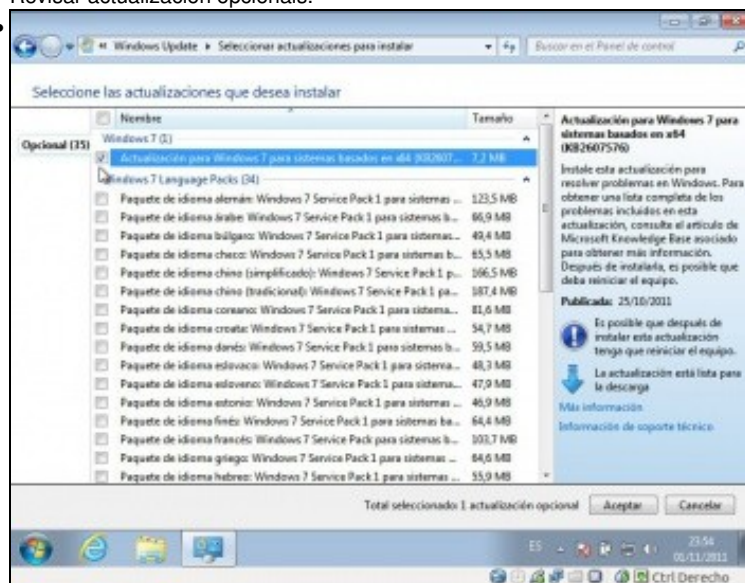 Revisar actualización opcionais.
Windows Update ▸ Seleccionar actualizaciones para instalar
Buscar en el Panel de control
Seleccione las actualizaciones que desea instalar
Nombre Tamaño
Opcional (35)
Windows 7 (1)
Actualización para Windows 7 para sistemas basados en x64 (KB2607... 7,2 MB
Windows 7 Language Packs (34)
Paquete de idioma alemán: Windows 7 Service Pack 1 para sistemas ... 123,5 MB
Paquete de idioma árabe: Windows 7 Service Pack 1 para sistemas b... 66,9 MB
Paquete de idioma búlgaro: Windows 7 Service Pack 1 para sistemas... 49,4 MB
Paquete de idioma checo: Windows 7 Service Pack 1 para sistemas b... 65,5 MB
Paquete de idioma chino (simplificado): Windows 7 Service Pack 1 p... 166,5 MB
Paquete de idioma chino (tradicional): Windows 7 Service Pack 1 pa... 187,4 MB
Paquete de idioma coreano: Windows 7 Service Pack 1 para sistema... 81,6 MB
Paquete de idioma croata: Windows 7 Service Pack 1 para sistemas ... 54,7 MB
Paquete de idioma danés: Windows 7 Service Pack 1 para sistemas b... 59,5 MB
Paquete de idioma eslovaco: Windows 7 Service Pack 1 para sistema... 48,3 MB
Paquete de idioma esloveno: Windows 7 Service Pack 1 para sistema... 47,9 MB
Paquete de idioma estonio: Windows 7 Service Pack 1 para sistemas ... 46,9 MB
Paquete de idioma finés: Windows 7 Service Pack 1 para sistemas ba... 64,4 MB
Paquete de idioma francés: Windows 7 Service Pack para sistemas b... 103,7 MB
Paquete de idioma griego: Windows 7 Service Pack 1 para sistemas ... 64,6 MB
Paquete de idioma hebreo: Windows 7 Service Pack 1 para sistemas ... 55,9 MB
Actualización para Windows 7 para
sistemas basados en x64
(KB2607576)
Instale esta actualización para
resolver problemas en Windows. Para
obtener una lista completa de los
problemas incluidos en esta
actualización, consulte el artículo de
Microsoft Knowledge Base asociado
para obtener más información.
Después de instalarla, es posible que
deba reiniciar el equipo.
Publicada: 25/10/2011
Es posible que después de
instalar esta actualización
tenga que reiniciar el equipo.
La actualización está lista para
la descarga
Más información
Información de soporte técnico
Total seleccionado: 1 actualización opcional Aceptar Cancelar
ES
23:54
01/11/2011
Ctrl Derecho